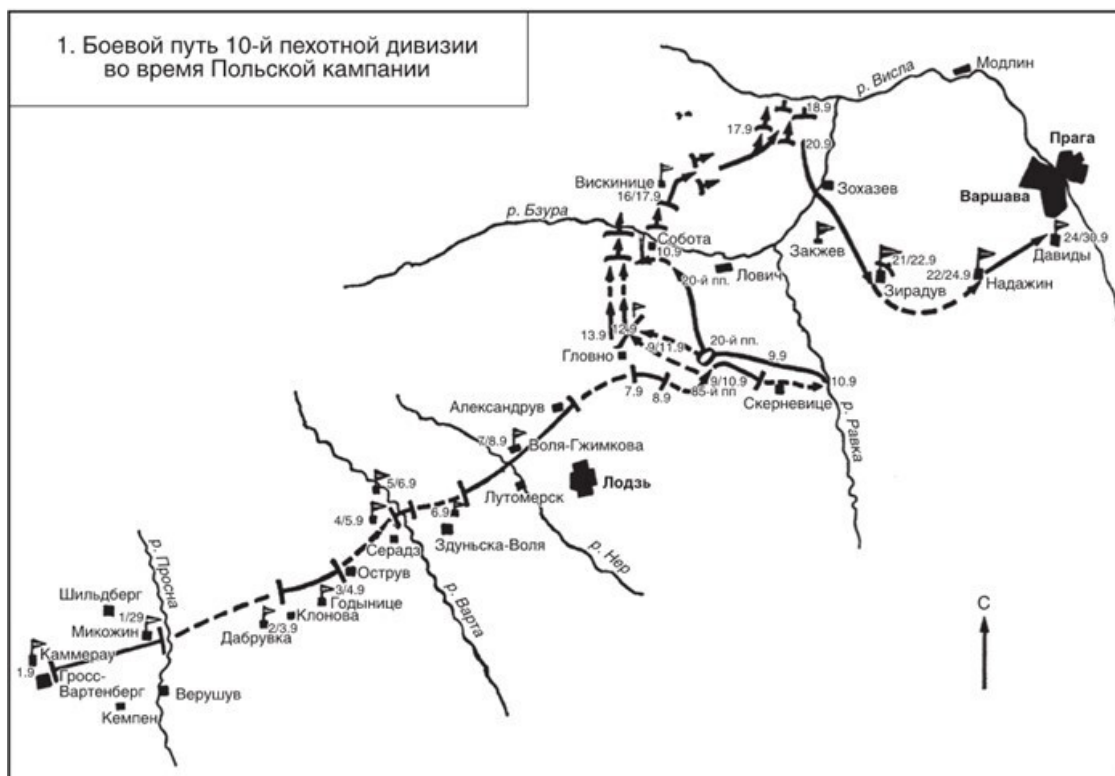 1. Боевой путь 10-й пехотной дивизии
во время Польской кампании
р. Висла
Модлин
18.9
17.9
20.9
Прага
Варшава
Вискинице
16/17.9
Зохазев
р. Бзура
Собота
10.9
Закжев
24/30.9
Давиды
Лович
21/22.9
Зирадув
22/24.9
Надажин
20-й пп.
13.9
12.9
9/11.9
20-й пп.
9.9
Гловно
7.9
8.9
9/10.9
85-й пп
10.9
Скерневице
р. Равка
Александрув
7/8.9
Воля-Гжимкова
Лодзь
Лутомерск
5/6.9
4/5.9
6.9
Здуньска-Воля
Серадз
р. Нер
р. Варта
Острув
3/4.9
Годынице
Клонова
2/3.9
Дабрувка
р. Просна
Шильдберг
1/29
Микожин
Каммерау
1.9
Гросс-
Вартенберг
Верушув
Кемпен
С